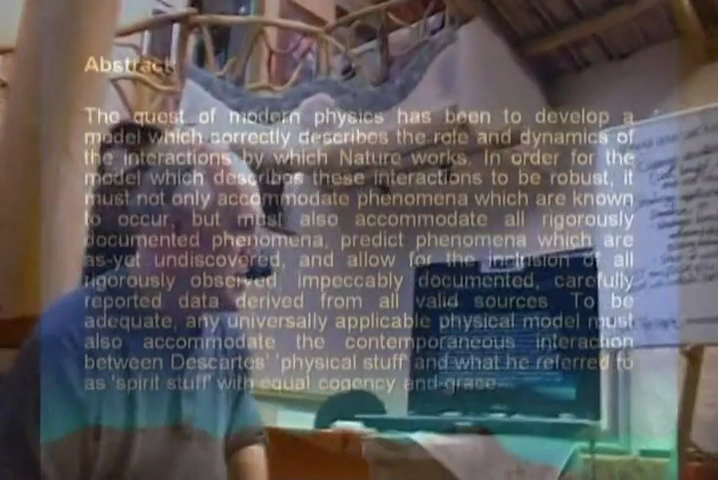 Abstract
The quest of modern physics has been to develop a
model which correctly describes the role and dynamics of
the interactions by which Nature works. In order for the
model which describes these interactions to be robust, it
must not only accommodate phenomena which are known
to occur, but must also accommodate all rigorously
documented phenomena, predict phenomena which are
as-yet undiscovered, and allow for the inclusion of all
rigorously observed, impeccably documented, carefully
reported data derived from all valid sources. To be
adequate, any universally applicable physical model must
also accommodate the contemporaneous interaction
between Descartes' 'physical stuff' and what he referred to
as 'spirit stuff' with equal cogency and grace.